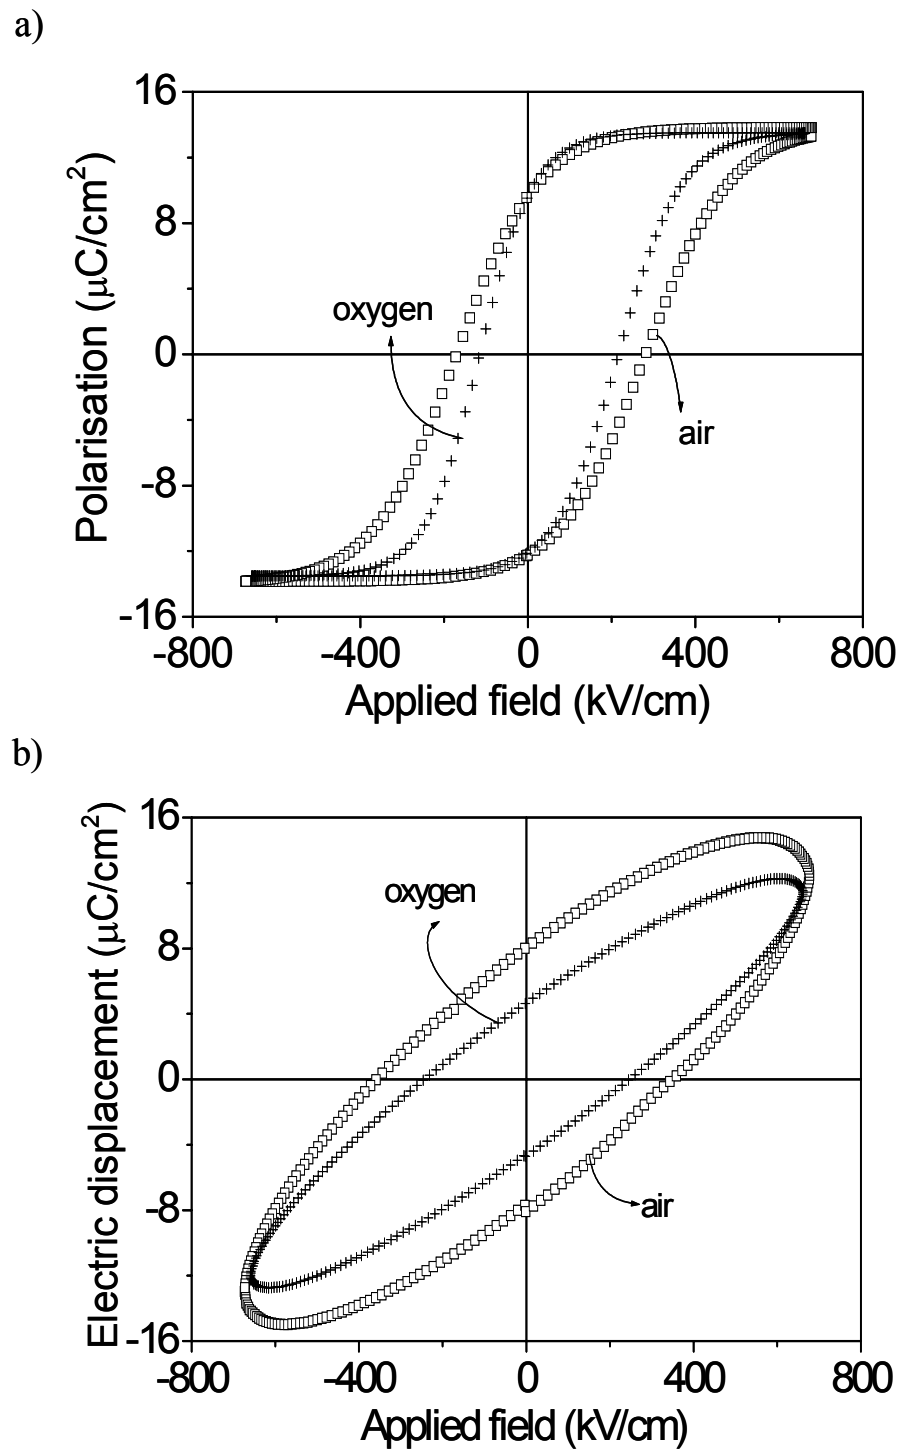 a)
16
8
0
-8
-16
-800
-400
0
400
800
Polarisation (μC/cm²)
Applied field (kV/cm)
oxygen
air
b)
16
8
0
-8
-16
-800
-400
0
400
800
Electric displacement (μC/cm²)
Applied field (kV/cm)
oxygen
air